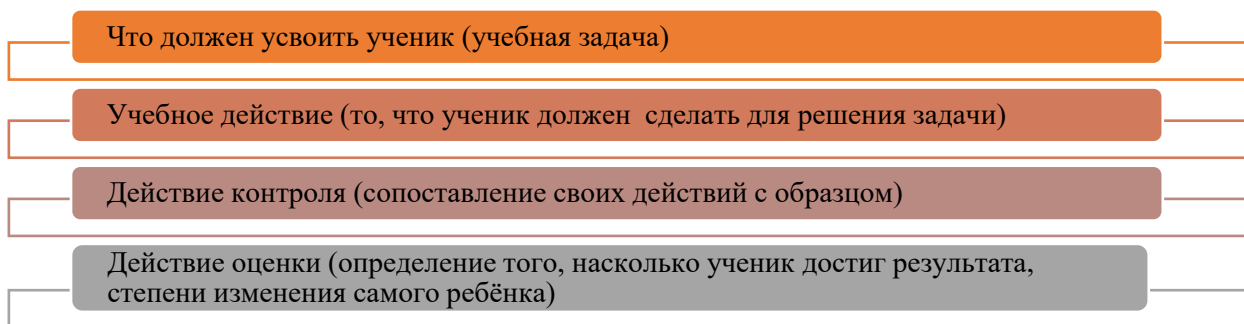 Что должен усвоить ученик (учебная задача)
Учебное действие (то, что ученик должен  сделать для решения задачи)
Действие контроля (сопоставление своих действий с образцом)
Действие оценки (определение того, насколько ученик достиг результата,
степени изменения самого ребёнка)